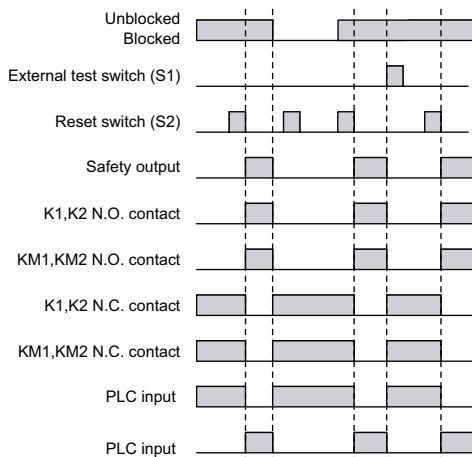 Unblocked
Blocked
External test switch (S1)
Reset switch (S2)
Safety output
K1,K2 N.O. contact
KM1,KM2 N.O. contact
K1,K2 N.C. contact
KM1,KM2 N.C. contact
PLC input
PLC input